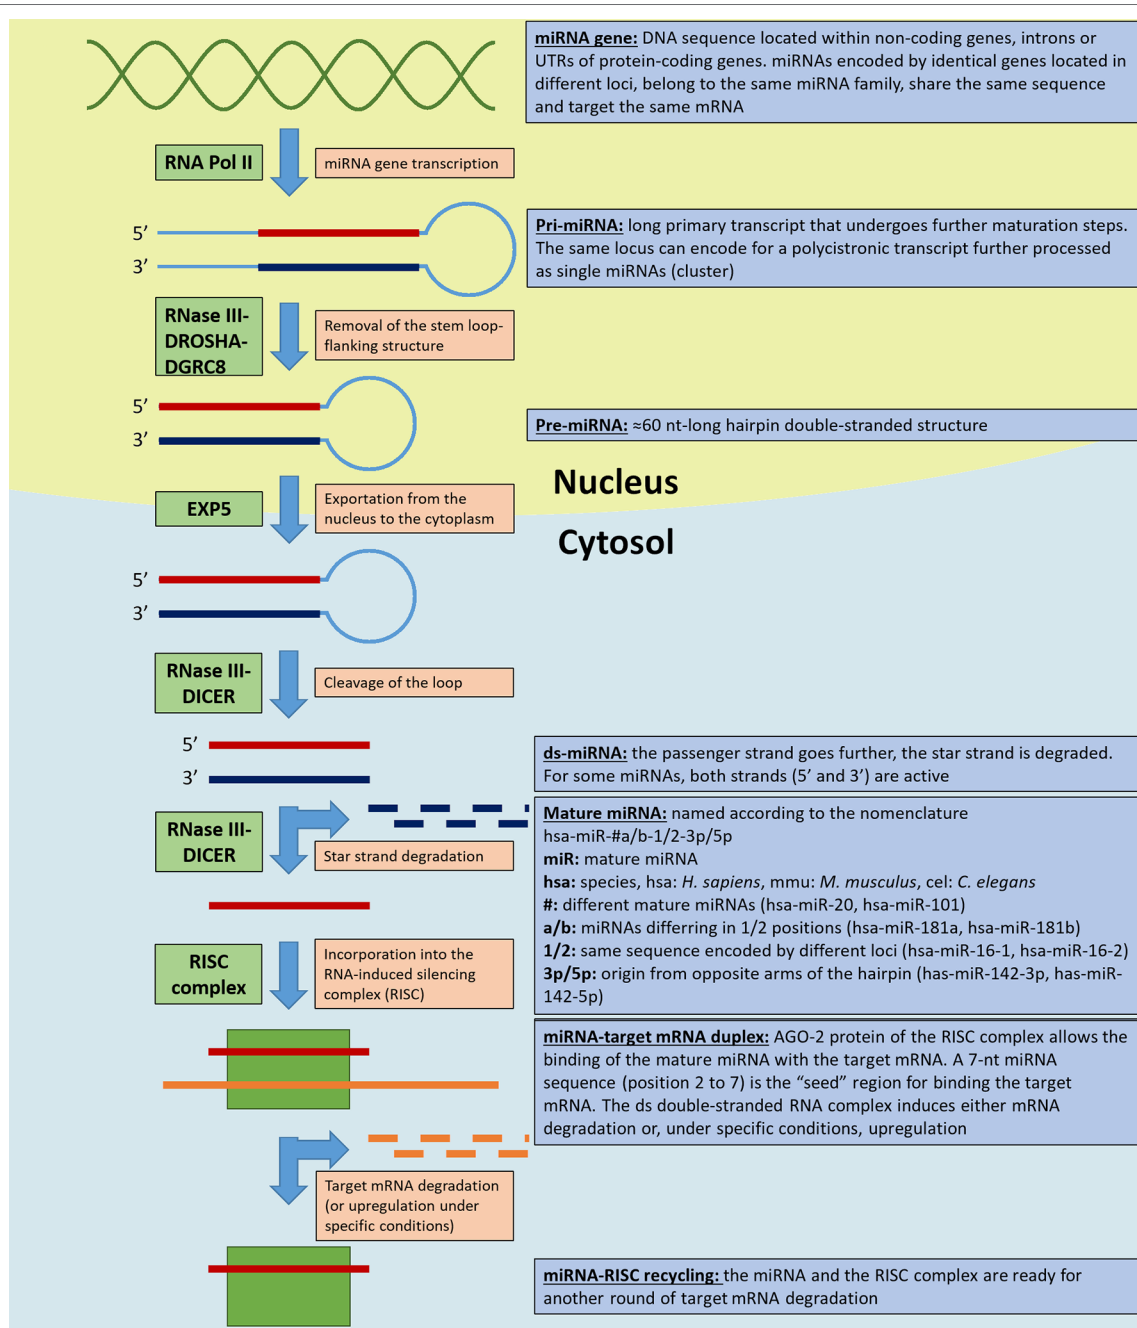 miRNA gene: DNA sequence located within non-coding genes, introns or
UTRs of protein-coding genes. miRNAs encoded by identical genes located in
different loci, belong to the same miRNA family, share the same sequence
and target the same mRNA
RNA Pol II
miRNA gene transcription
5’
3’
Pri-miRNA: long primary transcript that undergoes further maturation steps.
The same locus can encode for a polycistronic transcript further processed
as single miRNAs (cluster)
RNase III-
DROSHA-
DGRC8
Removal of the stem loop-
flanking structure
5’
3’
Pre-miRNA: ≈60 nt-long hairpin double-stranded structure
Nucleus
EXP5
Exportation from the
nucleus to the cytoplasm
Cytosol
5’
3’
RNase III-
DICER
Cleavage of the loop
5’
3’
ds-miRNA: the passenger strand goes further, the star strand is degraded.
For some miRNAs, both strands (5’ and 3’) are active
RNase III-
DICER
Star strand degradation
Mature miRNA: named according to the nomenclature
hsa-miR-#a/b-1/2-3p/5p
miR: mature miRNA
hsa: species, hsa: H. sapiens, mmu: M. musculus, cel: C. elegans
#: different mature miRNAs (hsa-miR-20, hsa-miR-101)
a/b: miRNAs differing in 1/2 positions (hsa-miR-181a, hsa-miR-181b)
1/2: same sequence encoded by different loci (hsa-miR-16-1, hsa-miR-16-2)
3p/5p: origin from opposite arms of the hairpin (has-miR-142-3p, has-miR-
142-5p)
RISC
complex
Incorporation into the
RNA-induced silencing
complex (RISC)
miRNA-target mRNA duplex: AGO-2 protein of the RISC complex allows the
binding of the mature miRNA with the target mRNA. A 7-nt miRNA
sequence (position 2 to 7) is the “seed” region for binding the target
mRNA. The ds double-stranded RNA complex induces either mRNA
degradation or, under specific conditions, upregulation
Target mRNA degradation
(or upregulation under
specific conditions)
miRNA-RISC recycling: the miRNA and the RISC complex are ready for
another round of target mRNA degradation